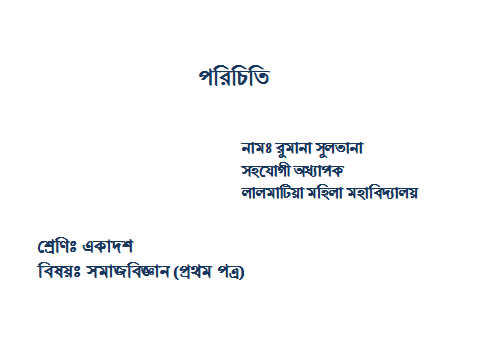 পরিচিতি
নামঃ রুমানা সুলতানা
সহযোগী অধ্যাপক
লালমাটিয়া মহিলা মহাবিদ্যালয়
শ্রেণিঃ একাদশ
বিষয়ঃ সমাজবিজ্ঞান (প্রথম পত্র)